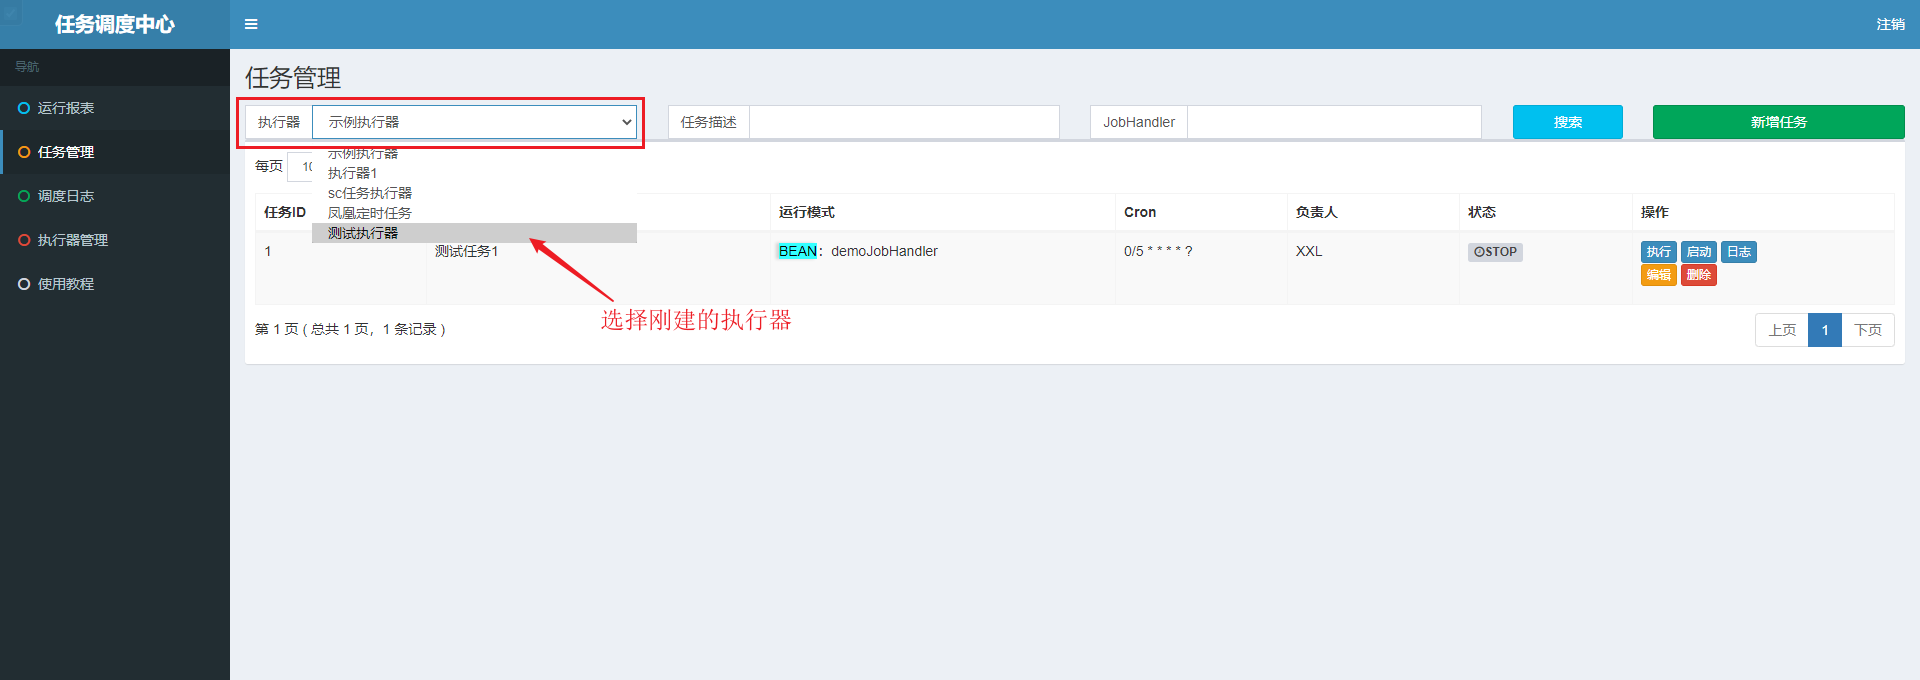 任务调度中心
注销
导航
运行报表
任务管理
调度日志
执行器管理
使用教程
任务管理
执行器 示例执行器 任务描述 JobHandler 搜索 新增任务
示例执行器
执行器1
sc任务执行器
凤凰定时任务
测试执行器
每页 10
任务ID 运行模式 Cron 负责人 状态 操作
1 测试任务1 BEAN：demoJobHandler 0/5 * * * * ? XXL STOP 执行 启动 日志
编辑 删除
选择刚建的执行器
第 1 页 ( 总共 1 页，1 条记录 ) 上页 1 下页